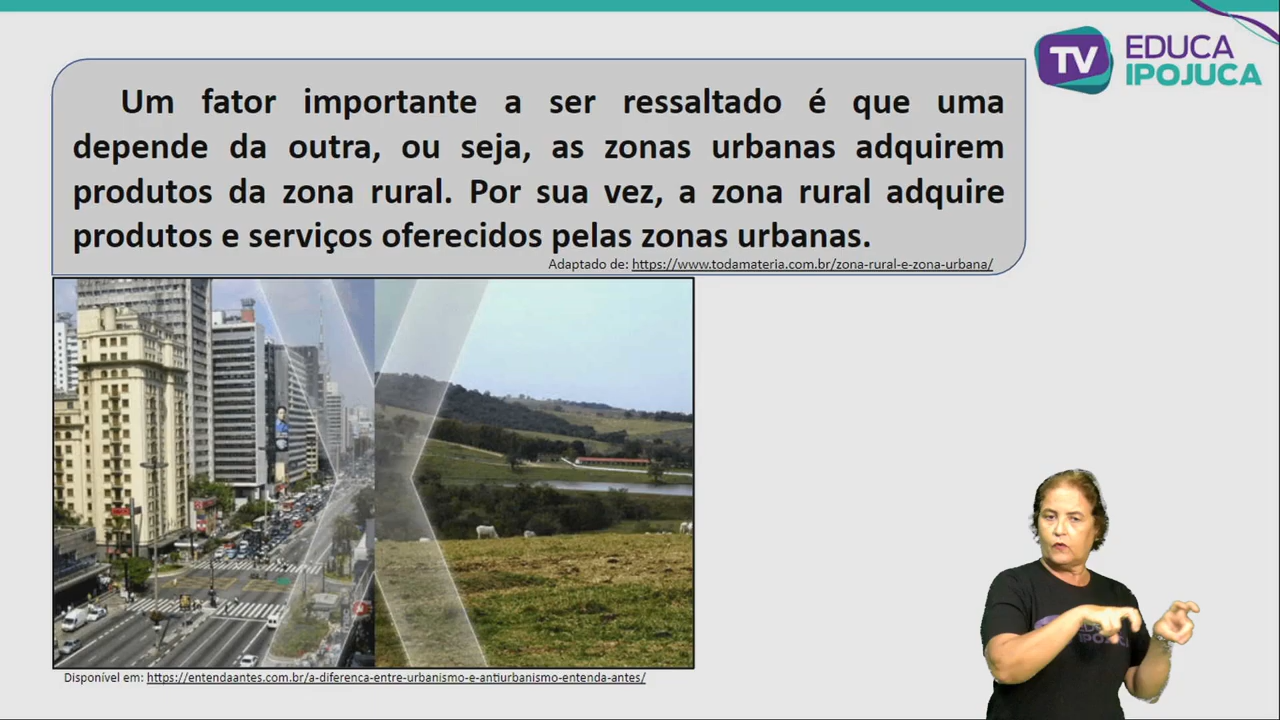 TV EDUCA
IPOJUCA
Um fator importante a ser ressaltado é que uma
depende da outra, ou seja, as zonas urbanas adquirem
produtos da zona rural. Por sua vez, a zona rural adquire
produtos e serviços oferecidos pelas zonas urbanas.
Adaptado de: https://www.todamateria.com.br/zona-rural-e-zona-urbana/
Disponível em: https://entendaantes.com.br/a-diferenca-entre-urbanismo-e-antiurbanismo-entenda-antes/